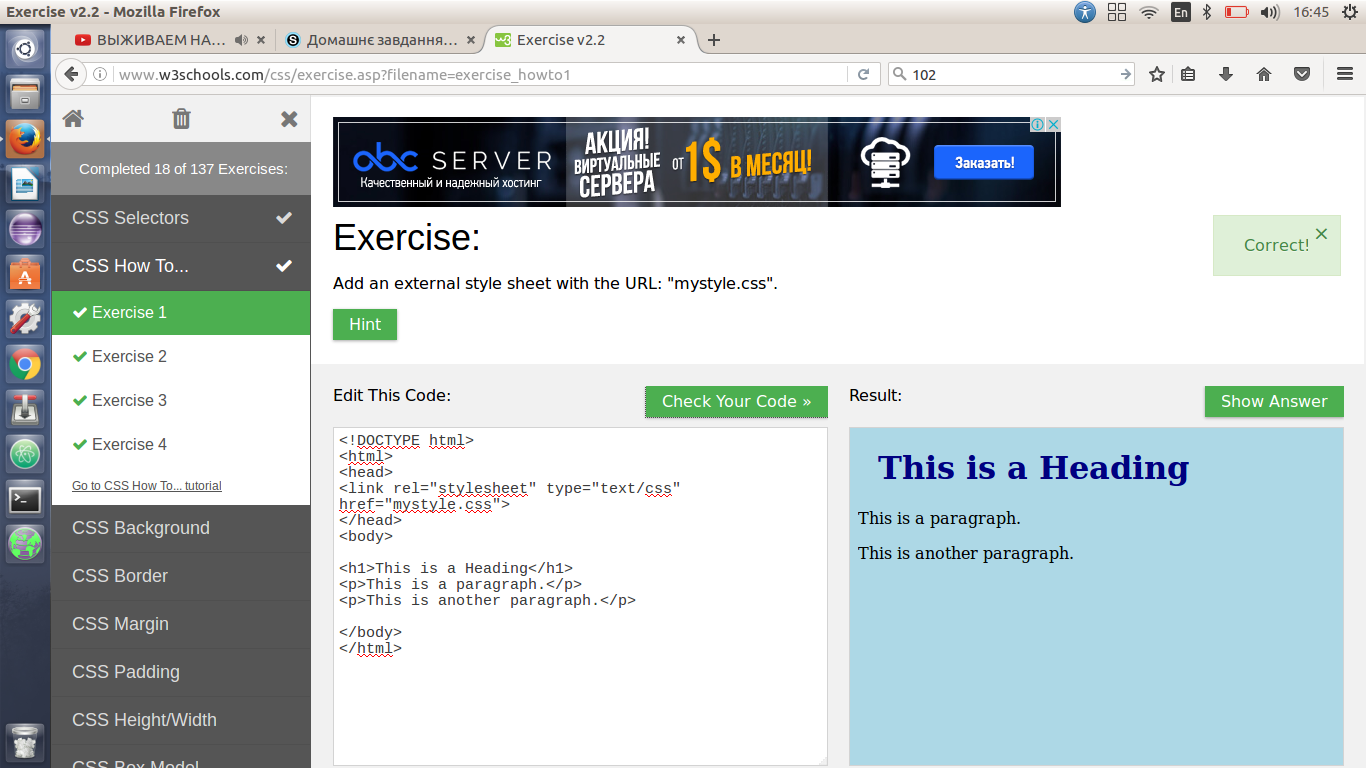 Exercise v2.2 - Mozilla Firefox
En
16:45
ВЫЖИВАЕМ НА...
Домашнє завдання...
w3
Exercise v2.2
www.w3schools.com/css/exercise.asp?filename=exercise_howto1
102
Completed 18 of 137 Exercises:
CSS Selectors
CSS How To...
Exercise 1
Exercise 2
Exercise 3
Exercise 4
Go to CSS How To... tutorial
CSS Background
CSS Border
CSS Margin
CSS Padding
CSS Height/Width
CSS Box Model
abc SERVER
Качественный и надежный хостинг
АКЦИЯ!
ВИРТУАЛЬНЫЕ
СЕРВЕРА
ОТ 1$ В МЕСЯЦ!
Заказать!
Exercise:
Correct!
Add an external style sheet with the URL: "mystyle.css".
Hint
Edit This Code:
Check Your Code »
Result:
Show Answer
<!DOCTYPE html>
<html>
<head>
<link rel="stylesheet" type="text/css"
href="mystyle.css">
</head>
<body>
<h1>This is a Heading</h1>
<p>This is a paragraph.</p>
<p>This is another paragraph.</p>
</body>
</html>
This is a Heading
This is a paragraph.
This is another paragraph.